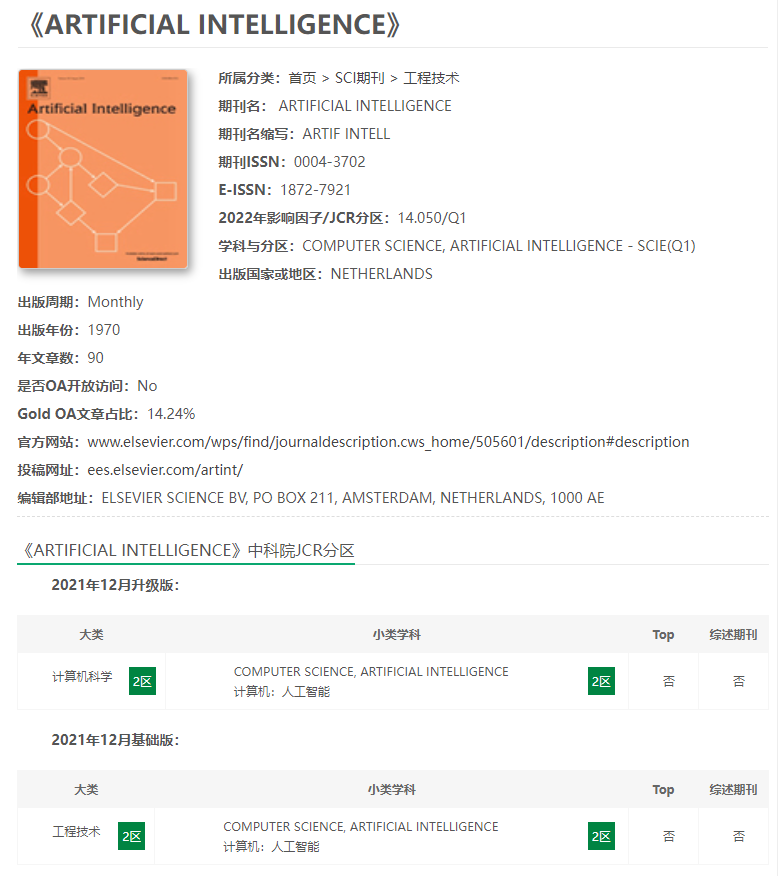 《ARTIFICIAL INTELLIGENCE》
Artificial Intelligence
所属分类：首页 > SCI期刊 > 工程技术
期刊名： ARTIFICIAL INTELLIGENCE
期刊名缩写：ARTIF INTELL
期刊ISSN：0004-3702
E-ISSN：1872-7921
2022年影响因子/JCR分区：14.050/Q1
学科与分区：COMPUTER SCIENCE, ARTIFICIAL INTELLIGENCE - SCIE(Q1)
出版国家或地区：NETHERLANDS
出版周期：Monthly
出版年份：1970
年文章数：90
是否OA开放访问：No
Gold OA文章占比：14.24%
官方网站：www.elsevier.com/wps/find/journaldescription.cws_home/505601/description#description
投稿网址：ees.elsevier.com/artint/
编辑部地址：ELSEVIER SCIENCE BV, PO BOX 211, AMSTERDAM, NETHERLANDS, 1000 AE
《ARTIFICIAL INTELLIGENCE》中科院JCR分区
2021年12月升级版：
大类 小类学科 Top 综述期刊
计算机科学 2区 COMPUTER SCIENCE, ARTIFICIAL INTELLIGENCE 2区 否 否
计算机：人工智能
2021年12月基础版：
大类 小类学科 Top 综述期刊
工程技术 2区 COMPUTER SCIENCE, ARTIFICIAL INTELLIGENCE 2区 否 否
计算机：人工智能